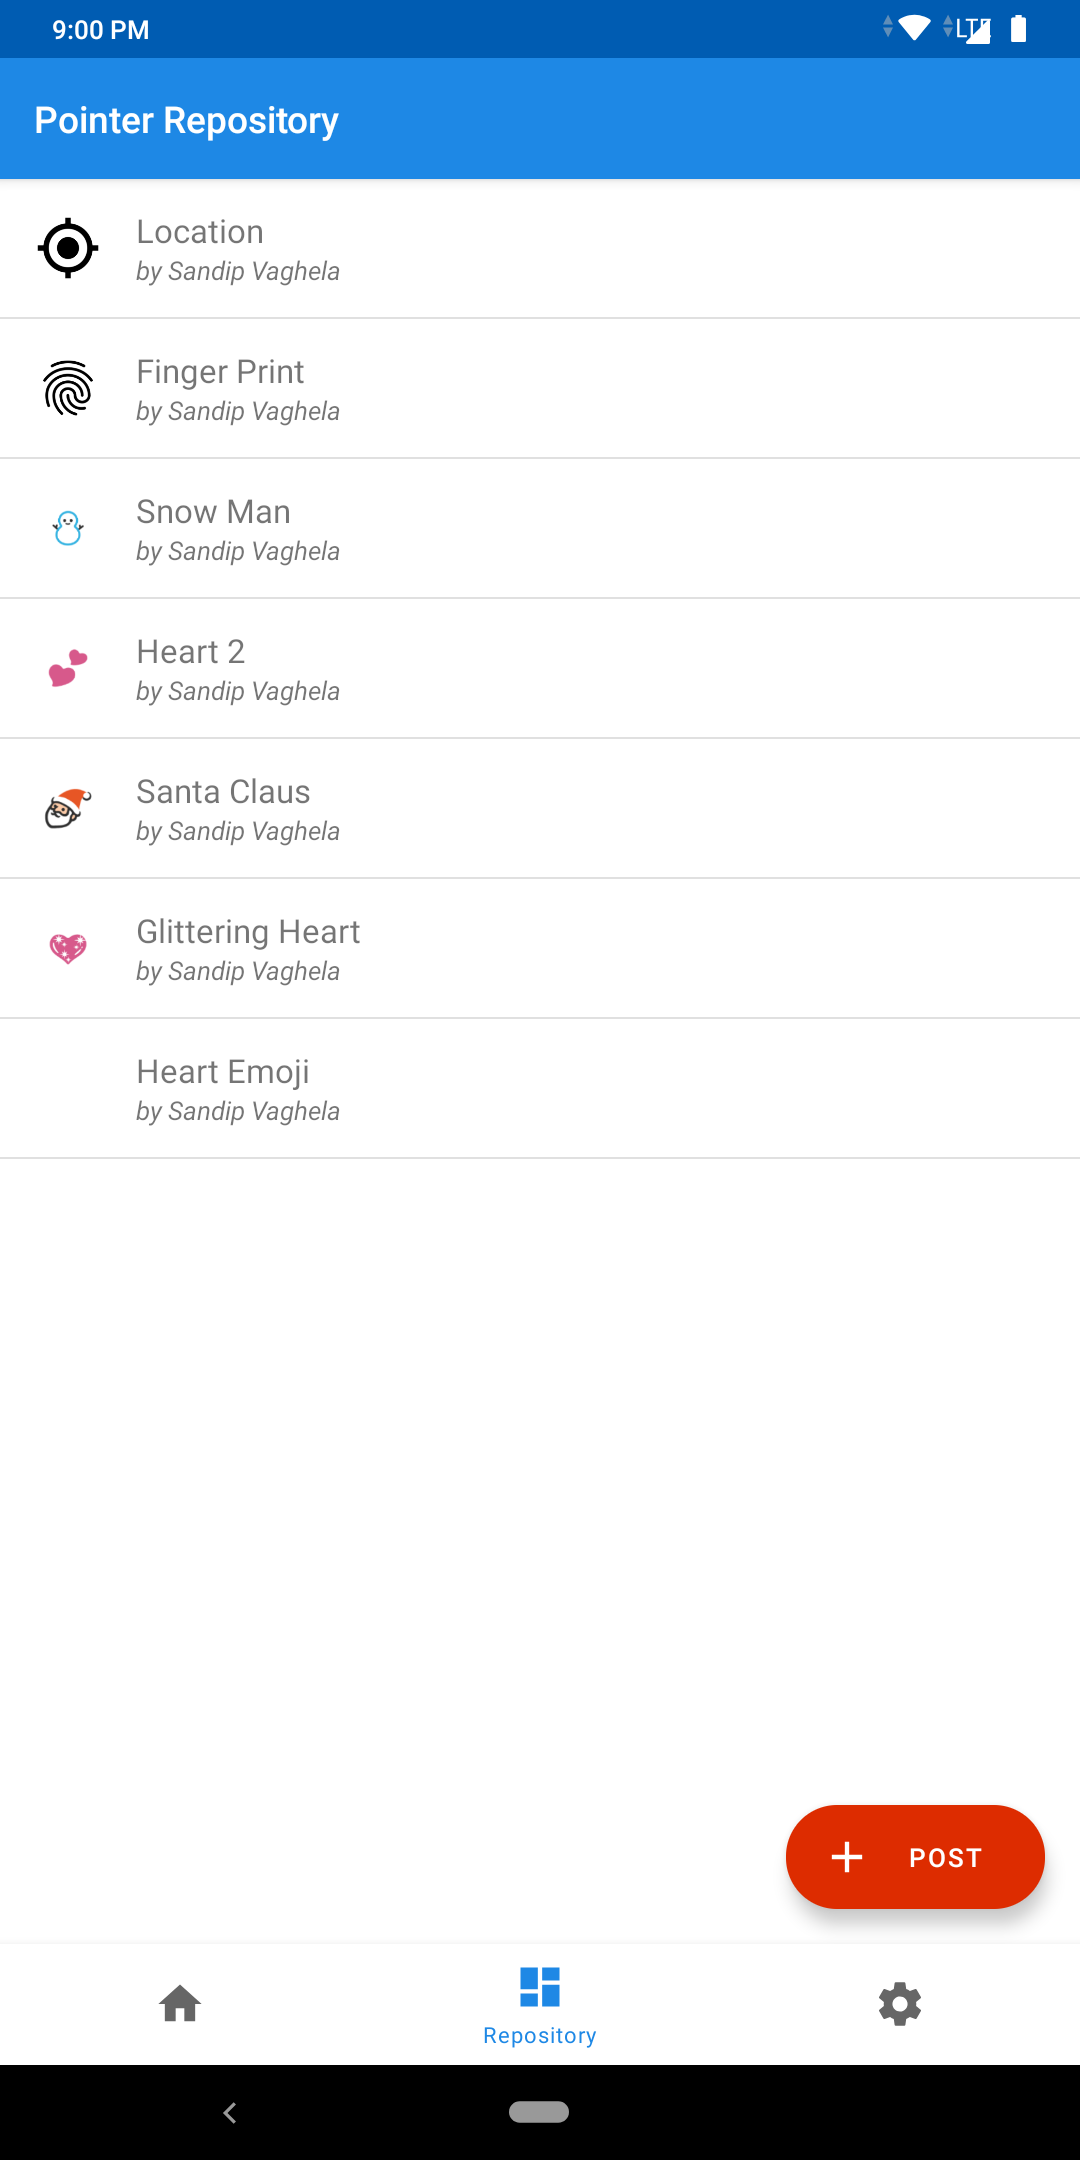 9:00 PM
LTE
Pointer Repository
Location
by Sandip Vaghela
Finger Print
by Sandip Vaghela
Snow Man
by Sandip Vaghela
Heart 2
by Sandip Vaghela
Santa Claus
by Sandip Vaghela
Glittering Heart
by Sandip Vaghela
Heart Emoji
by Sandip Vaghela
POST
Repository